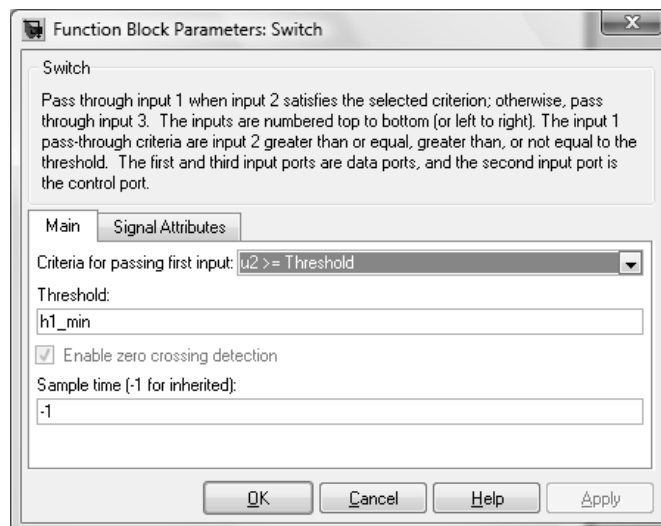 Function Block Parameters: Switch
X
Switch
Pass through input 1 when input 2 satisfies the selected criterion; otherwise, pass
through input 3.  The inputs are numbered top to bottom (or left to right). The input 1
pass-through criteria are input 2 greater than or equal, greater than, or not equal to the
threshold.  The first and third input ports are data ports, and the second input port is
the control port.
Main Signal Attributes
Criteria for passing first input: u2 >= Threshold
Threshold:
h1_min
Enable zero crossing detection
Sample time (-1 for inherited):
-1
OK Cancel Help Apply